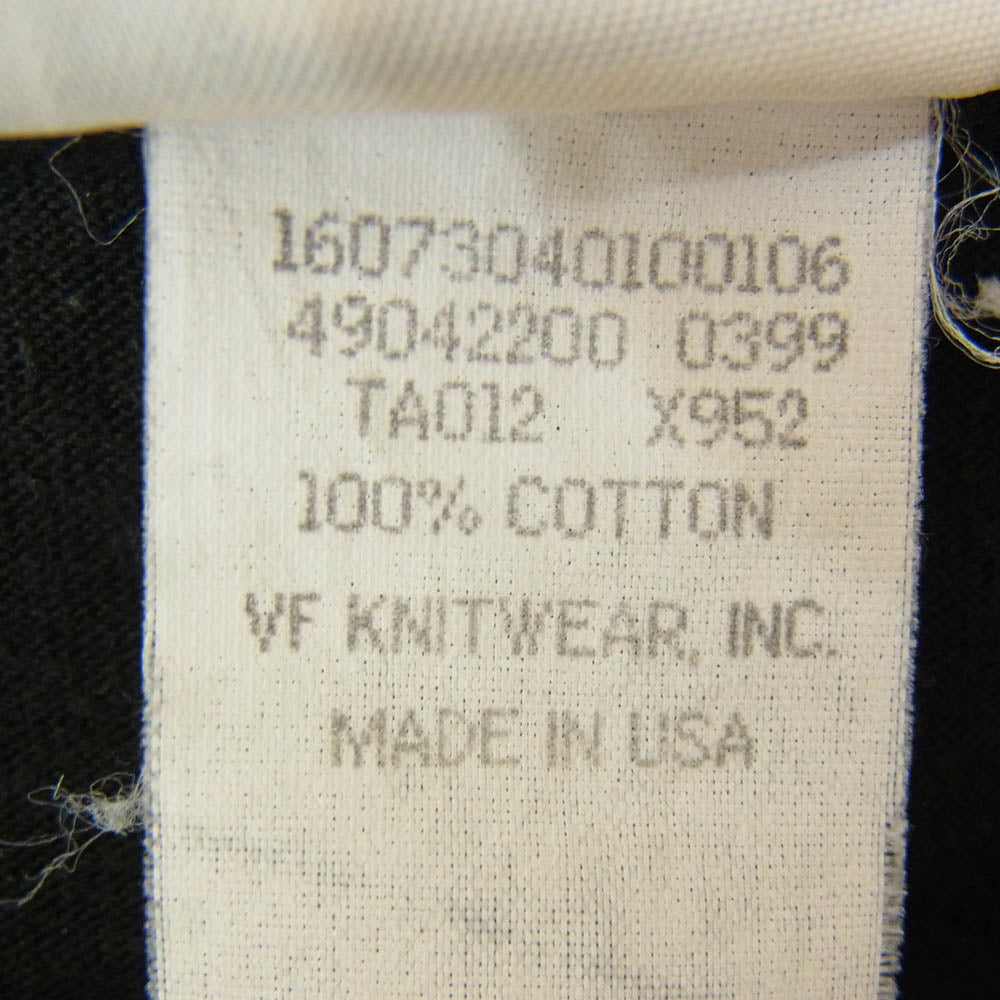 16073040100106
49042200 0399
TA012 X952
100% COTTON
VF KNITWEAR, INC.
MADE IN USA